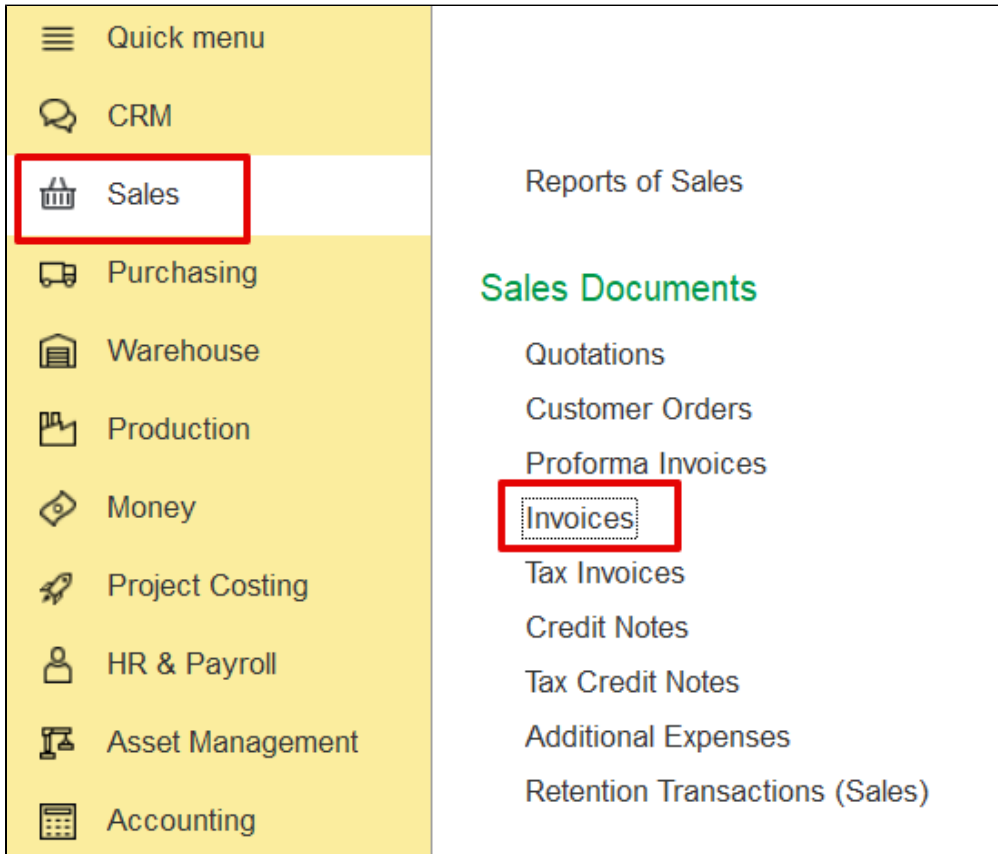 Quick menu
CRM
Sales
Purchasing
Warehouse
Production
Money
Project Costing
HR & Payroll
Asset Management
Accounting
Reports of Sales
Sales Documents
Quotations
Customer Orders
Proforma Invoices
Invoices
Tax Invoices
Credit Notes
Tax Credit Notes
Additional Expenses
Retention Transactions (Sales)